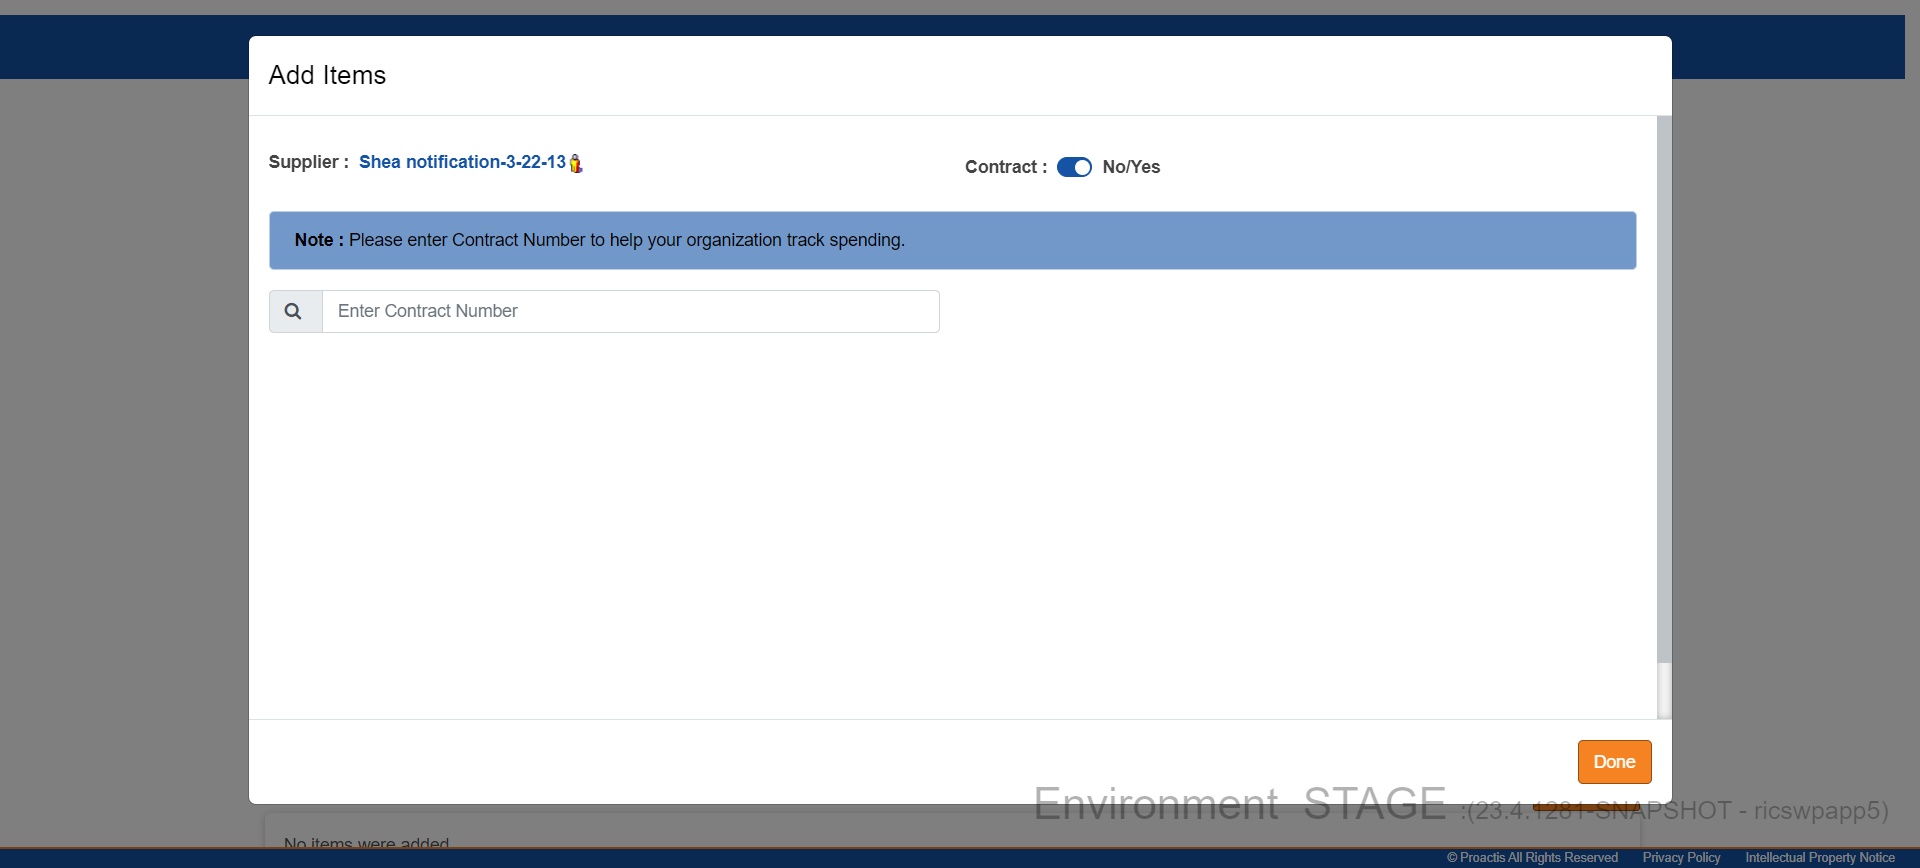 Add Items
Supplier : Shea notification-3-22-13
Contract : No/Yes
Note : Please enter Contract Number to help your organization track spending.
Enter Contract Number
Done
Environment STAGE :(23.4.1281-SNAPSHOT - ricswpapp5)
No items were added
© Proactis All Rights Reserved Privacy Policy Intellectual Property Notice